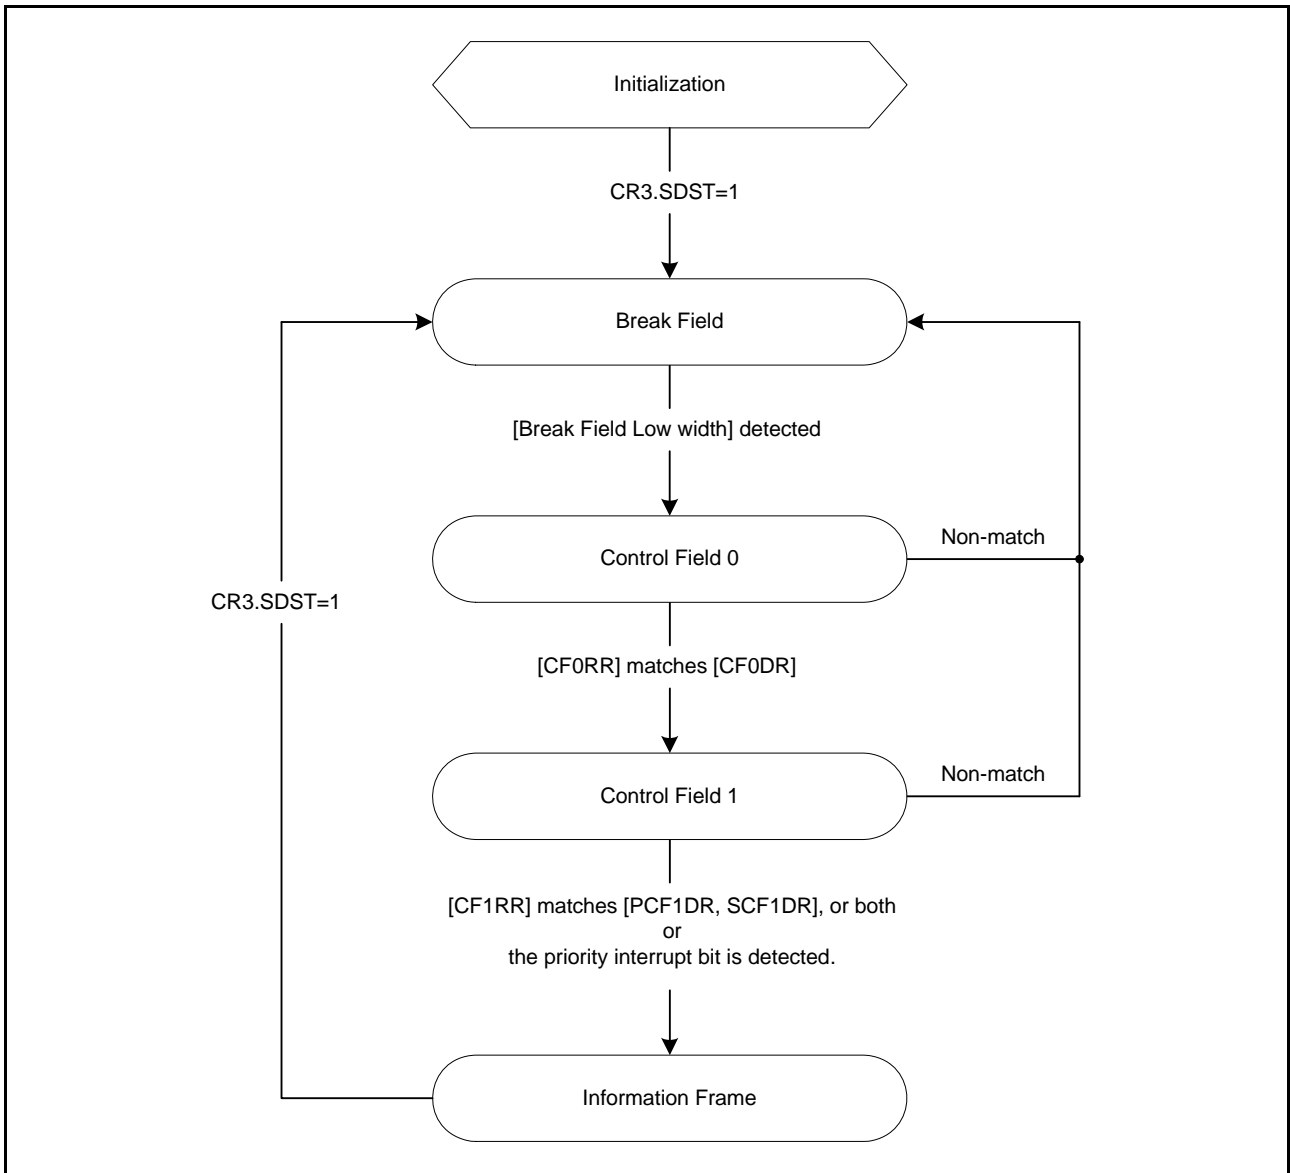 Initialization
CR3.SDST=1
Break Field
[Break Field Low width] detected
Control Field 0
Non-match
CR3.SDST=1
[CF0RR] matches [CF0DR]
Control Field 1
Non-match
[CF1RR] matches [PCF1DR, SCF1DR], or both
or
the priority interrupt bit is detected.
Information Frame